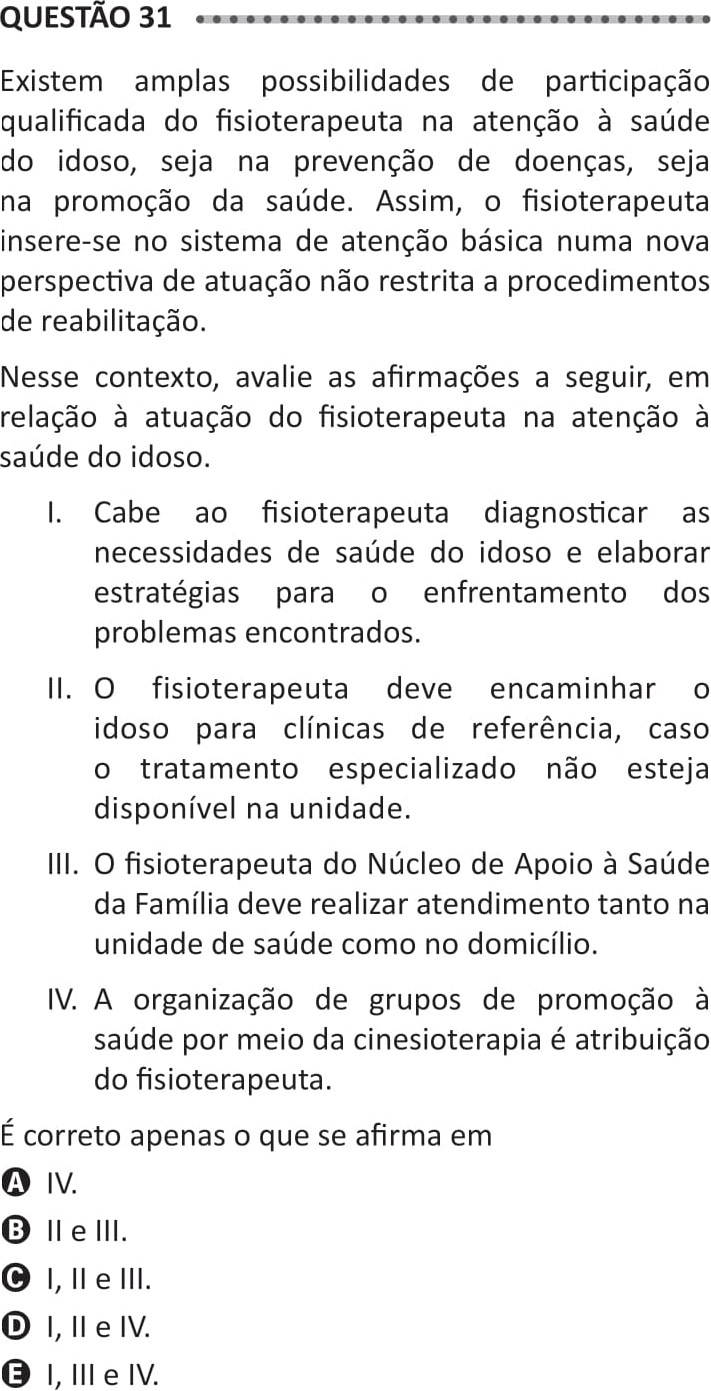 QUESTÃO 31
Existem amplas possibilidades de participação
qualificada do fisioterapeuta na atenção à saúde
do idoso, seja na prevenção de doenças, seja
na promoção da saúde. Assim, o fisioterapeuta
insere-se no sistema de atenção básica numa nova
perspectiva de atuação não restrita a procedimentos
de reabilitação.
Nesse contexto, avalie as afirmações a seguir, em
relação à atuação do fisioterapeuta na atenção à
saúde do idoso.
I. Cabe ao fisioterapeuta diagnosticar as
necessidades de saúde do idoso e elaborar
estratégias para o enfrentamento dos
problemas encontrados.
II. O fisioterapeuta deve encaminhar o
idoso para clínicas de referência, caso
o tratamento especializado não esteja
disponível na unidade.
III. O fisioterapeuta do Núcleo de Apoio à Saúde
da Família deve realizar atendimento tanto na
unidade de saúde como no domicílio.
IV. A organização de grupos de promoção à
saúde por meio da cinesioterapia é atribuição
do fisioterapeuta.
É correto apenas o que se afirma em
A IV.
B II e III.
C I, II e III.
D I, II e IV.
E I, III e IV.